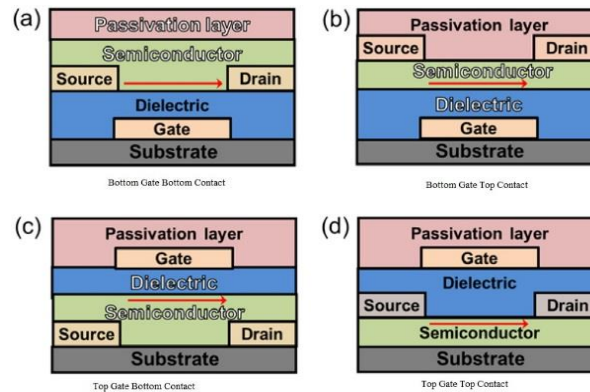 (a)
Passivation layer
Semiconductor
Source Drain
Dielectric
Gate
Substrate
Bottom Gate Bottom Contact
(b)
Passivation layer
Source Drain
Semiconductor
Dielectric
Gate
Substrate
Bottom Gate Top Contact
(c)
Passivation layer
Gate
Dielectric
Semiconductor
Source Drain
Substrate
Top Gate Bottom Contact
(d)
Passivation layer
Gate
Dielectric
Source Drain
Semiconductor
Substrate
Top Gate Top Contact